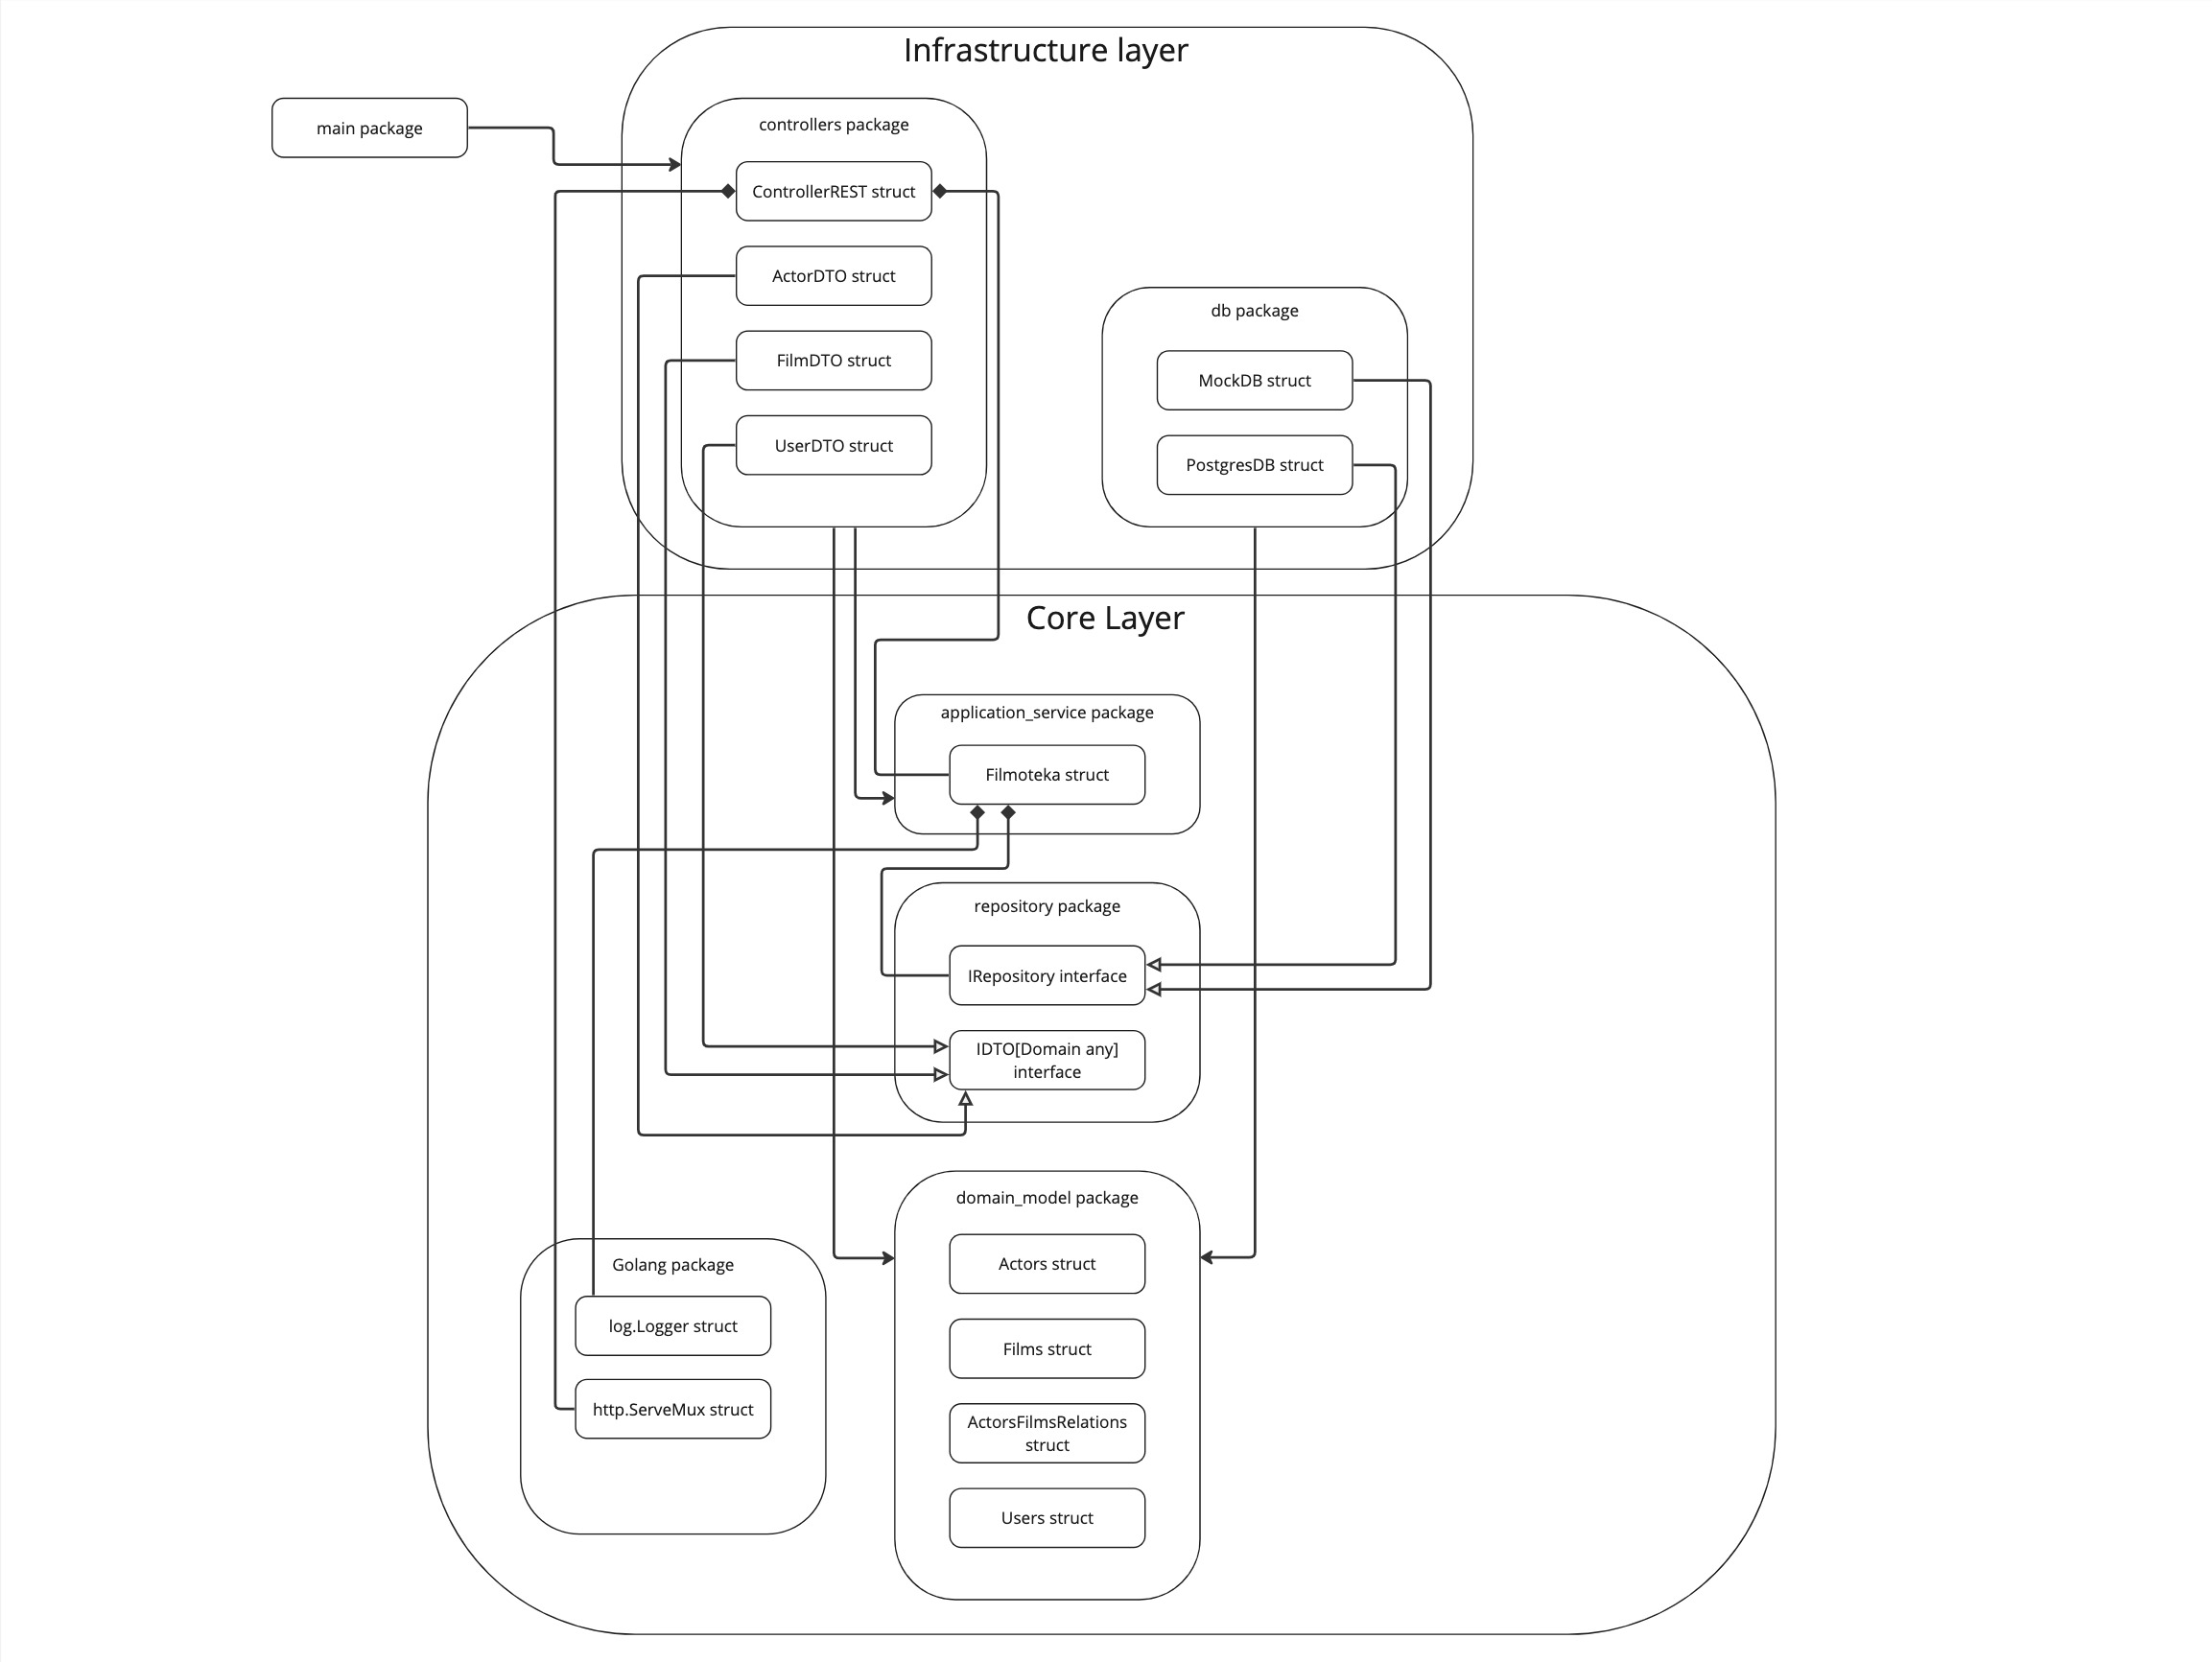 Infrastructure layer
main package
controllers package
ControllerREST struct
ActorDTO struct
FilmDTO struct
UserDTO struct
db package
MockDB struct
PostgresDB struct
Core Layer
application_service package
Filmoteka struct
repository package
IRepository interface
IDTO[Domain any]
interface
domain_model package
Actors struct
Films struct
ActorsFilmsRelations
struct
Users struct
Golang package
log.Logger struct
http.ServeMux struct